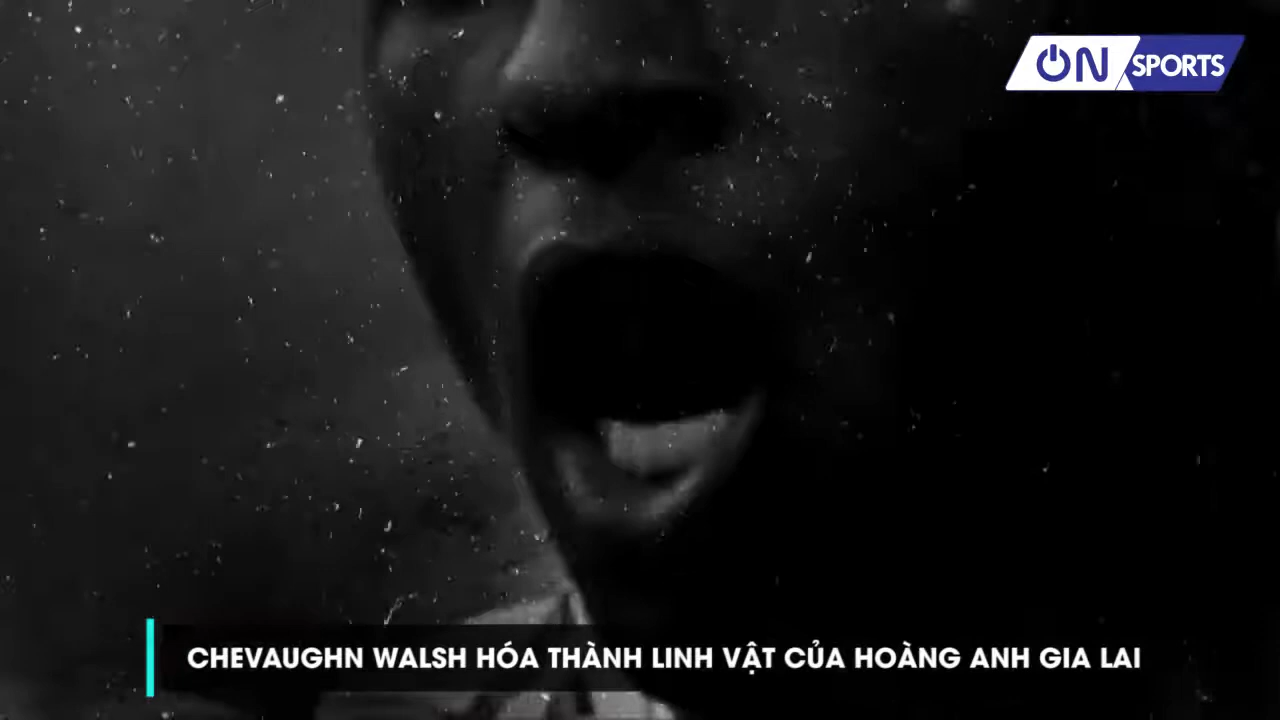 ON SPORTS
CHEVAUGHN WALSH HÓA THÀNH LINH VẬT CỦA HOÀNG ANH GIA LAI